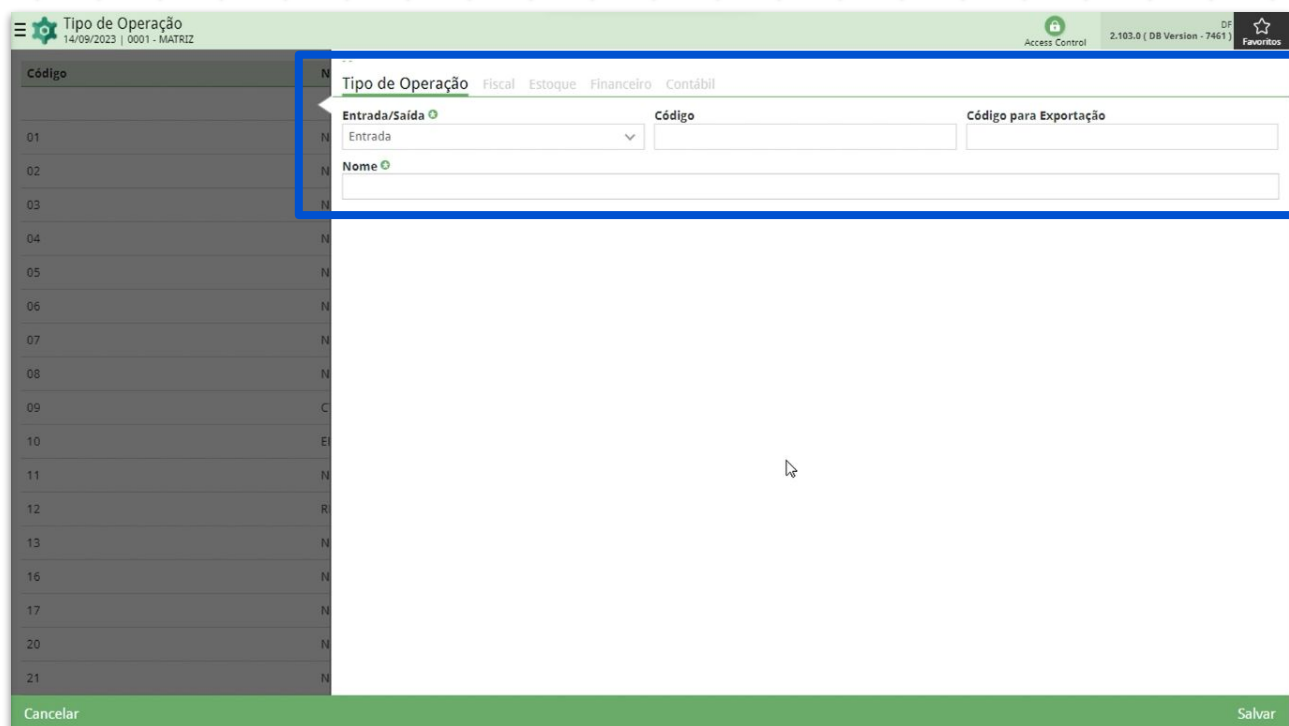 Tipo de Operação
14/09/2023 | 0001 - MATRIZ
Access Control
DF
2.103.0 ( DB Version - 7461 )
Favoritos
Código
N
01 N
02 N
03 N
04 N
05 N
06 N
07 N
08 N
09 C
10 EI
11 N
12 R
13 N
16 N
17 N
20 N
21 N
--
Tipo de Operação Fiscal Estoque Financeiro Contábil
Entrada/Saída Código Código para Exportação
Entrada
Nome
Cancelar Salvar